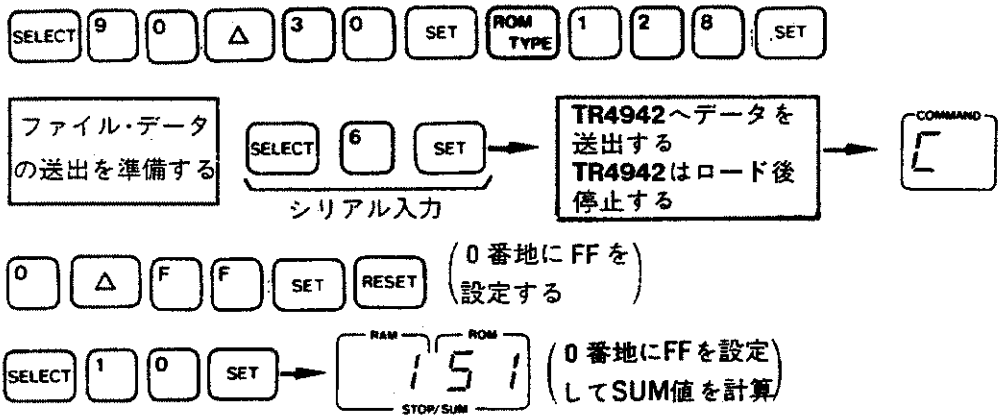 SELECT 9 0 △ 3 0 SET ROM TYPE 1 2 8 SET
ファイル・データ
の送出を準備する
SELECT 6 SET
シリアル入力
TR4942へデータを
送出する
TR4942はロード後
停止する
COMMAND
C
0 △ F F SET RESET
(0番地にFFを
設定する)
SELECT 1 0 SET
RAM ROM
151
STOP/SUM
(0番地にFFを設定
してSUM値を計算)